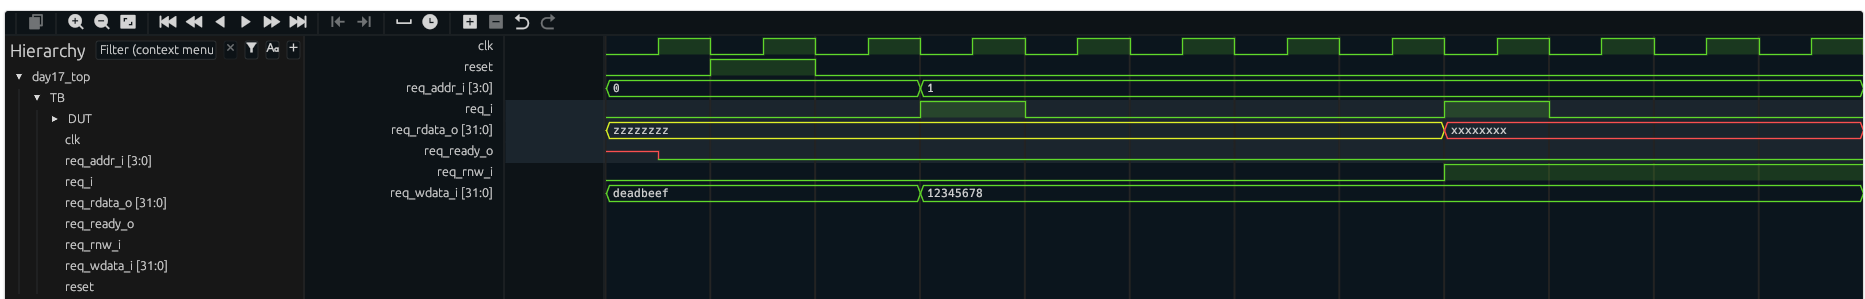 Hierarchy
Filter (context menu
Aa
day17_top
TB
DUT
clk
req_addr_i [3:0]
req_i
req_rdata_o [31:0]
req_ready_o
req_rnw_i
req_wdata_i [31:0]
reset
clk
reset
req_addr_i [3:0]
0
1
req_i
req_rdata_o [31:0]
zzzzzzzz
xxxxxxxx
req_ready_o
req_rnw_i
req_wdata_i [31:0]
deadbeef
12345678